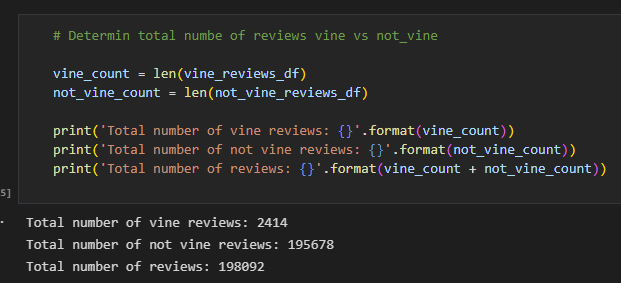 # Determin total numbe of reviews vine vs not_vine
vine_count = len(vine_reviews_df)
not_vine_count = len(not_vine_reviews_df)
print('Total number of vine reviews: {}'.format(vine_count))
print('Total number of not vine reviews: {}'.format(not_vine_count))
print('Total number of reviews: {}'.format(vine_count + not_vine_count))
5]
Total number of vine reviews: 2414
Total number of not vine reviews: 195678
Total number of reviews: 198092